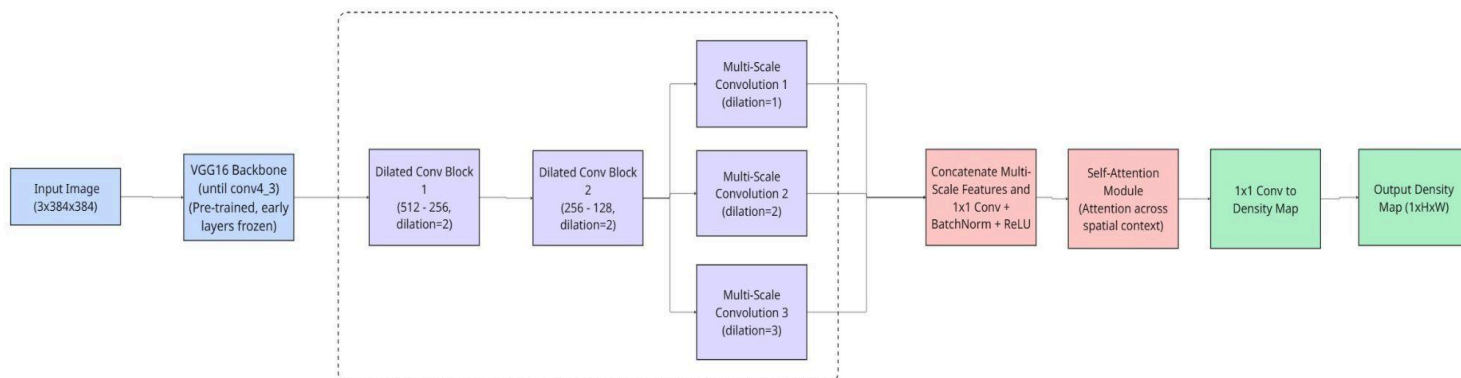 Input Image
(3x384x384)
VGG16 Backbone
(until conv4_3)
(Pre-trained, early
layers frozen)
Dilated Conv Block
1
(512 - 256,
dilation=2)
Dilated Conv Block
2
(256 - 128,
dilation=2)
Multi-Scale
Convolution 1
(dilation=1)
Multi-Scale
Convolution 2
(dilation=2)
Multi-Scale
Convolution 3
(dilation=3)
Concatenate Multi-
Scale Features and
1x1 Conv +
BatchNorm + ReLU
Self-Attention
Module
(Attention across
spatial context)
1x1 Conv to
Density Map
Output Density
Map (1xHxW)